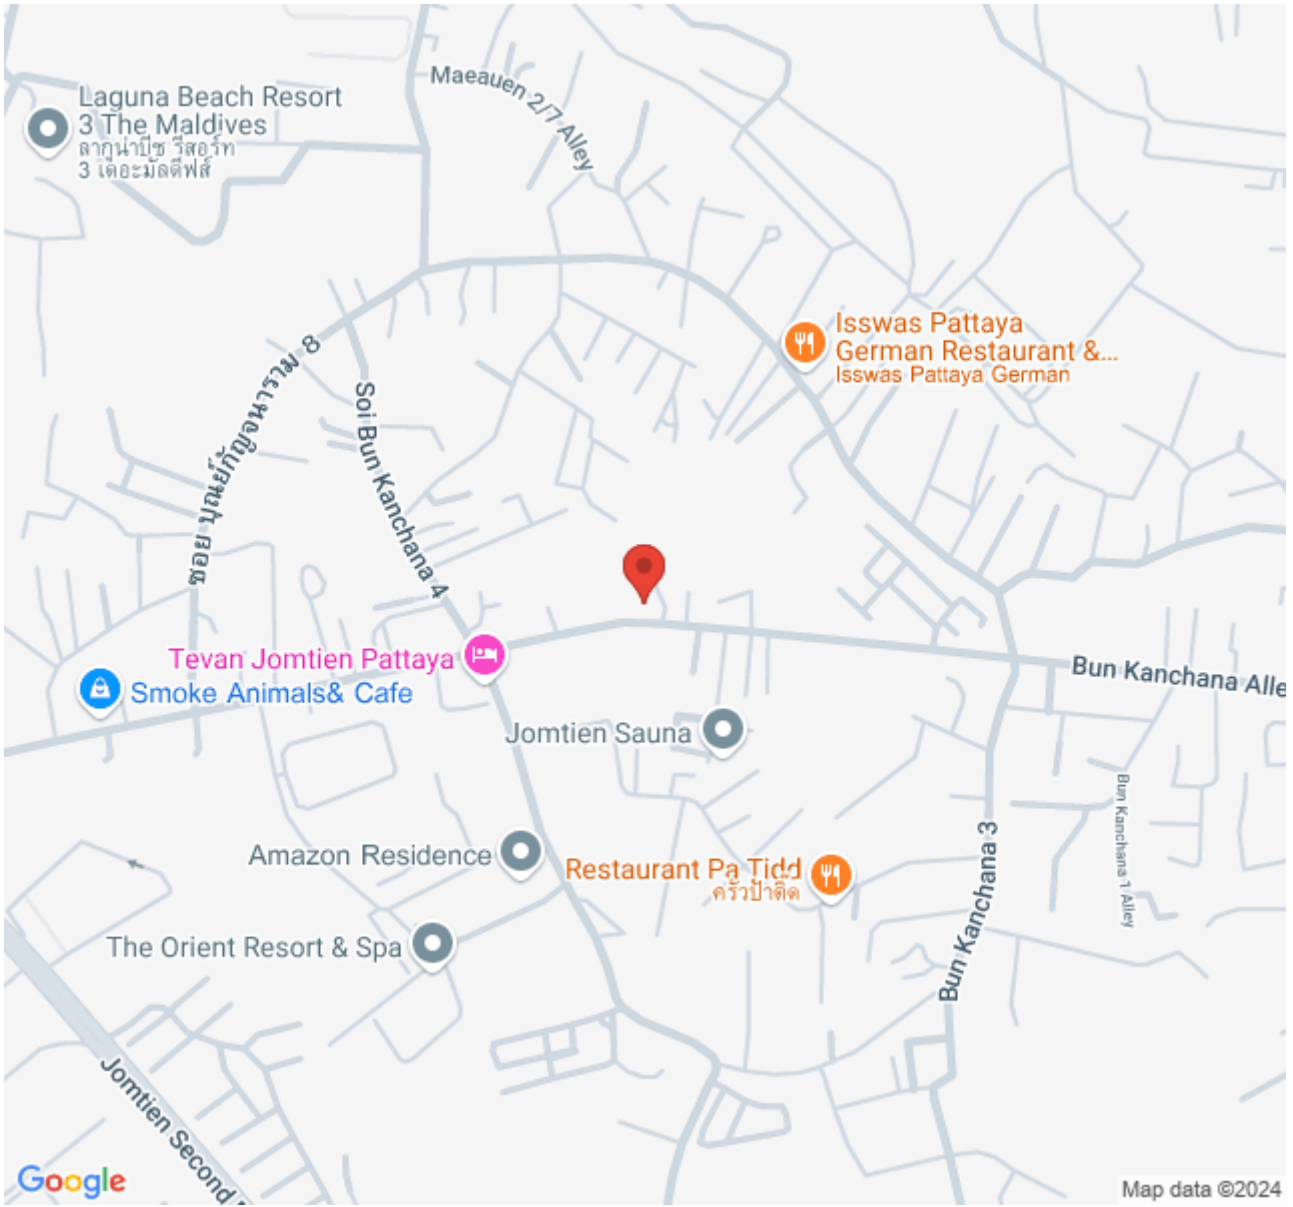 Maeauen 2/7 Alley
Laguna Beach Resort
3 The Maldives
ลากูน่าบีช รีสอร์ท
3 เดอะมัลดีฟส์
Isswas Pattaya
German Restaurant &...
Isswas Pattaya German
ซอย บุณย์กัญจนาราม 8
Soi Bun Kanchana 4
Tevan Jomtien Pattaya
Smoke Animals& Cafe
Bun Kanchana Alle
Jomtien Sauna
Bun Kanchana 1 Alley
Amazon Residence
Restaurant Pa Tidd
ครัวป้าติ๊ด
Bun Kanchana 3
The Orient Resort & Spa
Jomtien Second
Google
Map data ©2024